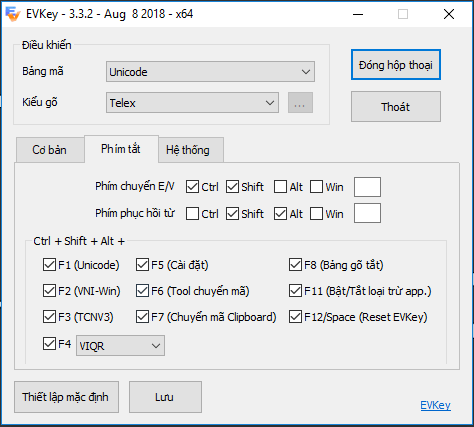 EVKey - 3.3.2 - Aug 8 2018 - x64
Điều khiển
Bảng mã Unicode
Đóng hộp thoại
Kiểu gõ Telex ...
Thoát
Cơ bản Phím tắt Hệ thống
Phím chuyển E/V Ctrl Shift Alt Win
Phím phục hồi từ Ctrl Shift Alt Win
Ctrl + Shift + Alt +
F1 (Unicode) F5 (Cài đặt) F8 (Bảng gõ tắt)
F2 (VNI-Win) F6 (Tool chuyển mã) F11 (Bật/Tắt loại trừ app.)
F3 (TCNV3) F7 (Chuyển mã Clipboard) F12/Space (Reset EVKey)
F4 VIQR
Thiết lập mặc định Lưu
EVKey